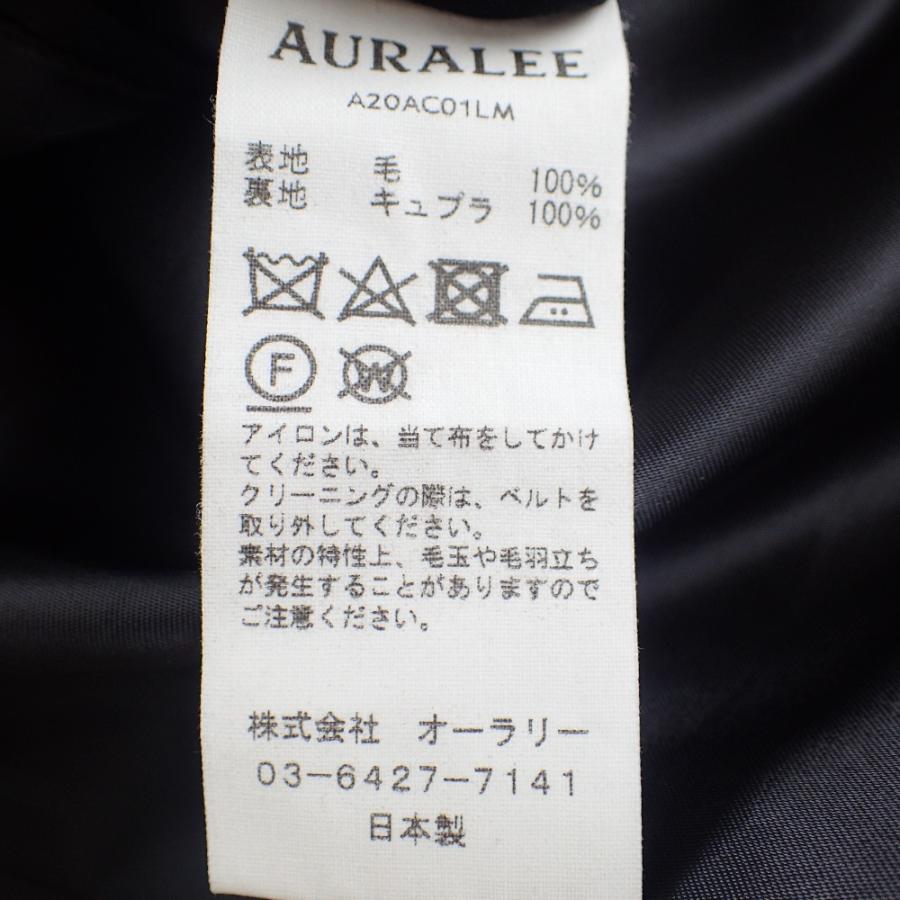 AURALEE
A20AC01LM
表地 毛 100%
裏地 キュプラ 100%
F W
アイロンは、当て布をしてかけ
てください。
クリーニングの際は、ベルトを
取り外してください。
素材の特性上、毛玉や毛羽立ち
が発生することがありますので
ご注意ください。
株式会社 オーラリー
03-6427-7141
日本製